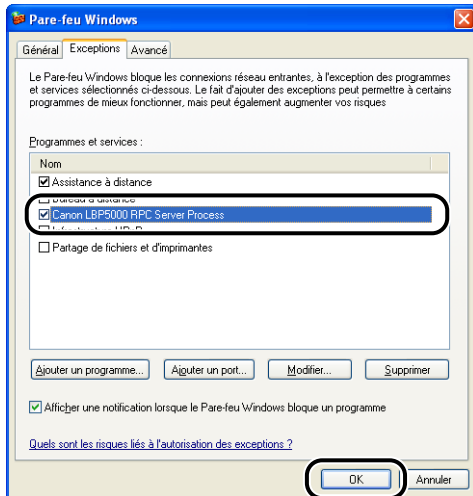 Pare-feu Windows
Général Exceptions Avancé
Le Pare-feu Windows bloque les connexions réseau entrantes, à l'exception des programmes
et services sélectionnés ci-dessous. Le fait d'ajouter des exceptions peut permettre à certains
programmes de mieux fonctionner, mais peut également augmenter vos risques
Programmes et services :
Nom
Assistance à distance
Bureau à distance
Canon LBP5000 RPC Server Process
Partage de fichiers et d'imprimantes
Ajouter un programme... Ajouter un port... Modifier... Supprimer
Afficher une notification lorsque le Pare-feu Windows bloque un programme
Quels sont les risques liés à l'autorisation des exceptions ?
OK Annuler